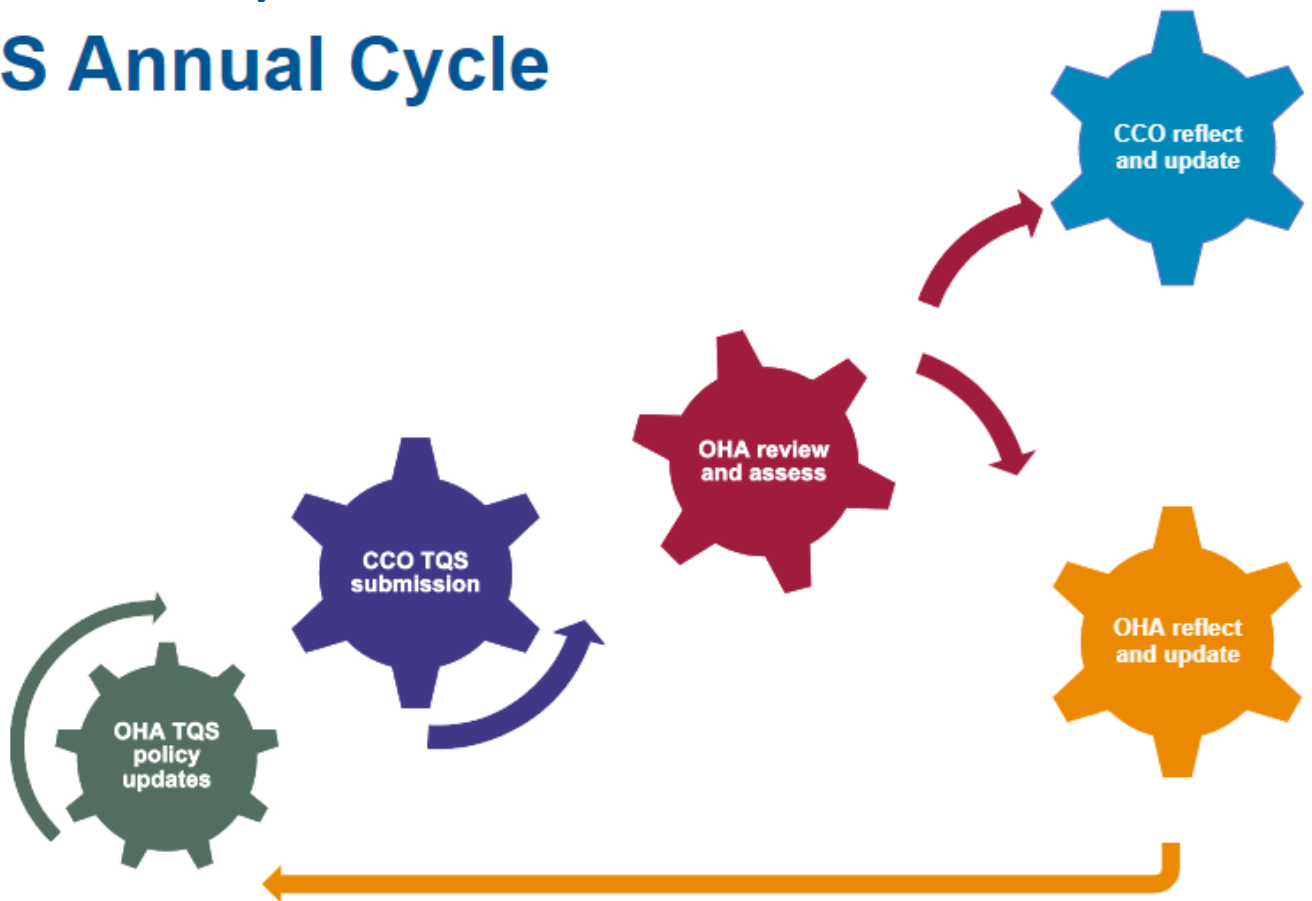 S Annual Cycle
CCO reflect
and update
OHA review
and assess
CCO TQS
submission
OHA reflect
and update
OHA TQS
policy
updates